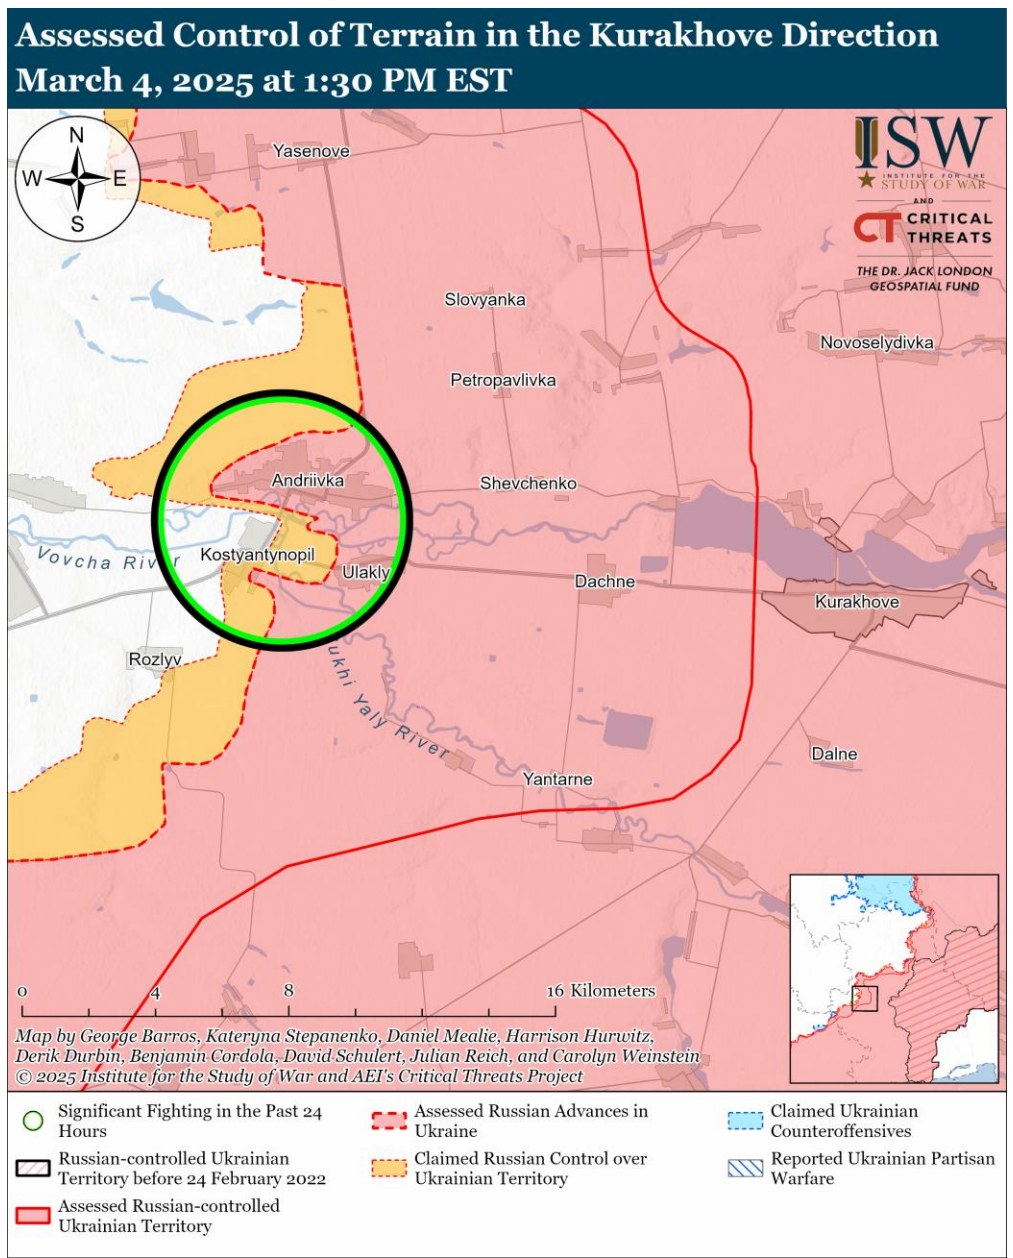 Assessed Control of Terrain in the Kurakhove Direction
March 4, 2025 at 1:30 PM EST
N
W
E
S
ISW
INSTITUTE FOR THE
STUDY OF WAR
AND
CT CRITICAL
THREATS
THE DR. JACK LONDON
GEOSPATIAL FUND
Yasenove
Slovyanka
Novoselydivka
Petropavlivka
Andriivka
Shevchenko
Vovcha River
Kostyantynopil
Ulakly
Dachne
Kurakhove
Rozlyv
ukhi Yaly River
Dalne
Yantarne
0
4
8
16 Kilometers
Map by George Barros, Kateryna Stepanenko, Daniel Mealie, Harrison Hurwitz,
Derik Durbin, Benjamin Cordola, David Schulert, Julian Reich, and Carolyn Weinstein
© 2025 Institute for the Study of War and AEI's Critical Threats Project
Significant Fighting in the Past 24
Hours
Russian-controlled Ukrainian
Territory before 24 February 2022
Assessed Russian-controlled
Ukrainian Territory
Assessed Russian Advances in
Ukraine
Claimed Russian Control over
Ukrainian Territory
Claimed Ukrainian
Counteroffensives
Reported Ukrainian Partisan
Warfare